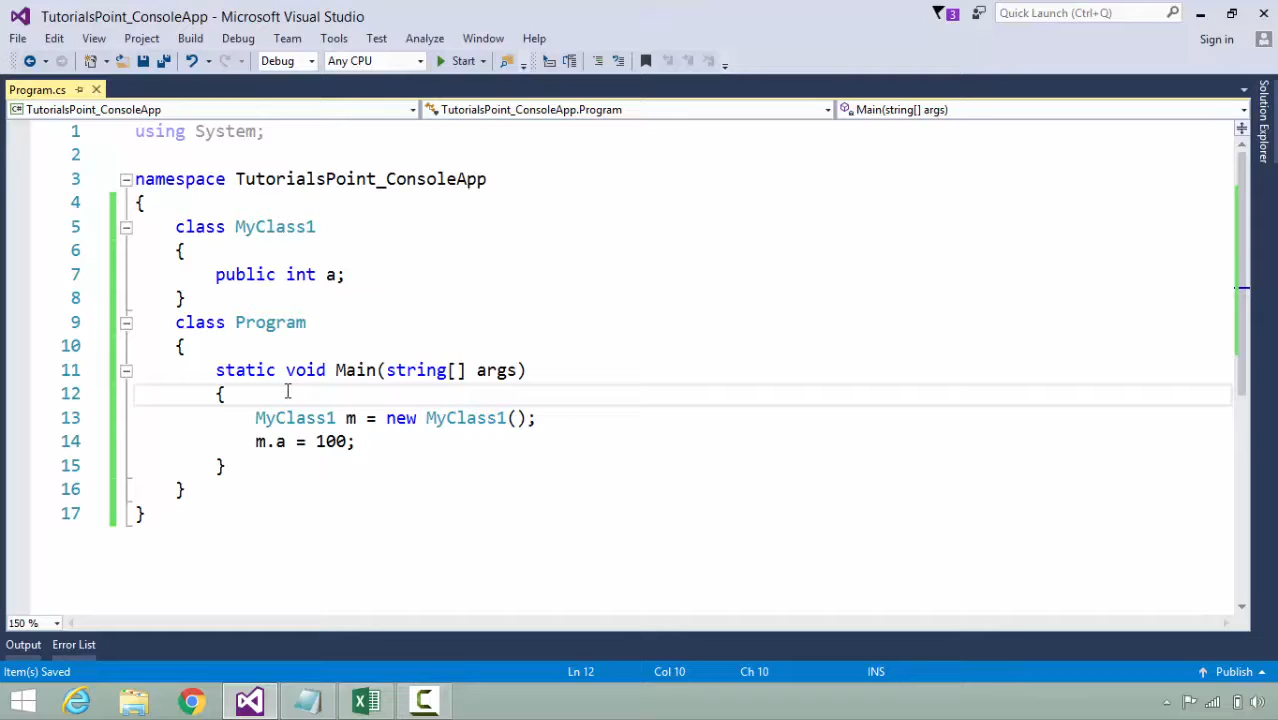 TutorialsPoint_ConsoleApp - Microsoft Visual Studio
3
Quick Launch (Ctrl+Q)
File Edit View Project Build Debug Team Tools Test Analyze Window Help
Sign in
Debug Any CPU Start
Program.cs
TutorialsPoint_ConsoleApp TutorialsPoint_ConsoleApp.Program Main(string[] args)
Solution Explorer
1 using System;
2
3 namespace TutorialsPoint_ConsoleApp
4 {
5 class MyClass1
6 {
7 public int a;
8 }
9 class Program
10 {
11 static void Main(string[] args)
12 {
13 MyClass1 m = new MyClass1();
14 m.a = 100;
15 }
16 }
17 }
150 %
Output Error List
Item(s) Saved Ln 12 Col 10 Ch 10 INS Publish